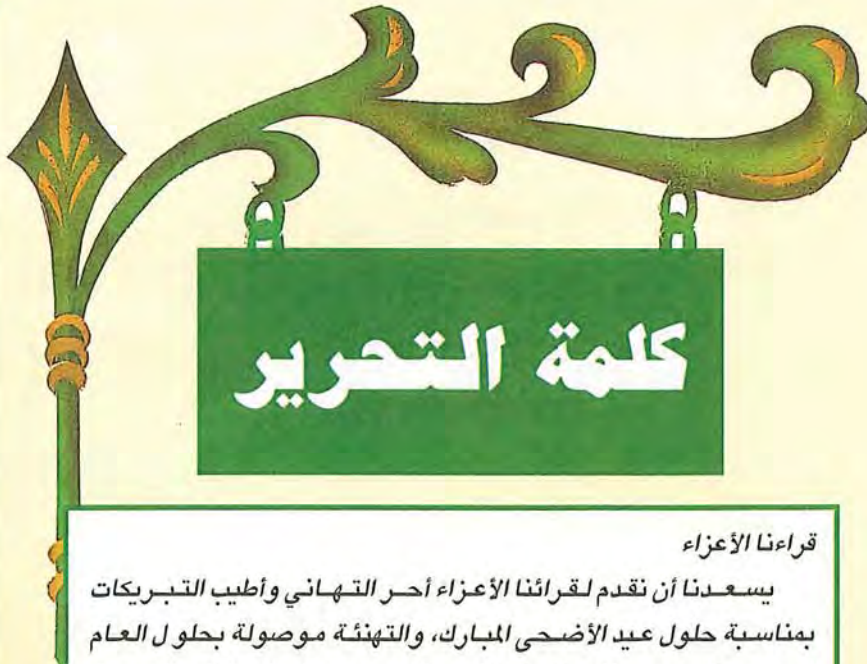 كلمة التحرير
قراءنا الأعزاء
يسعدنا أن نقدم لقرائنا الأعزاء أحر التهاني وأطيب التبريكات
بمناسبة حلول عيد الأضحى المبارك، والتهنئة موصولة بحلول العام